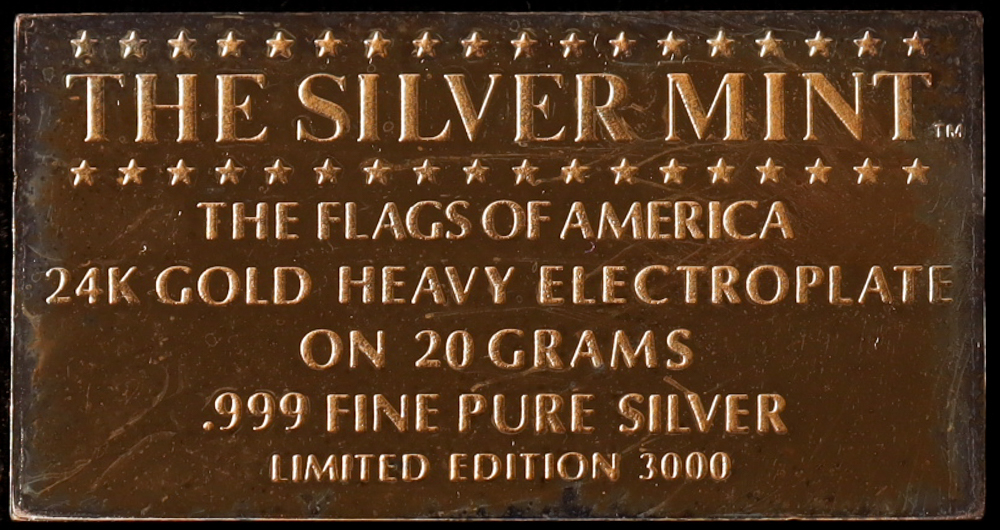 THE SILVER MINT™
THE FLAGS OF AMERICA
24K GOLD HEAVY ELECTROPLATE
ON 20 GRAMS
.999 FINE PURE SILVER
LIMITED EDITION 3000